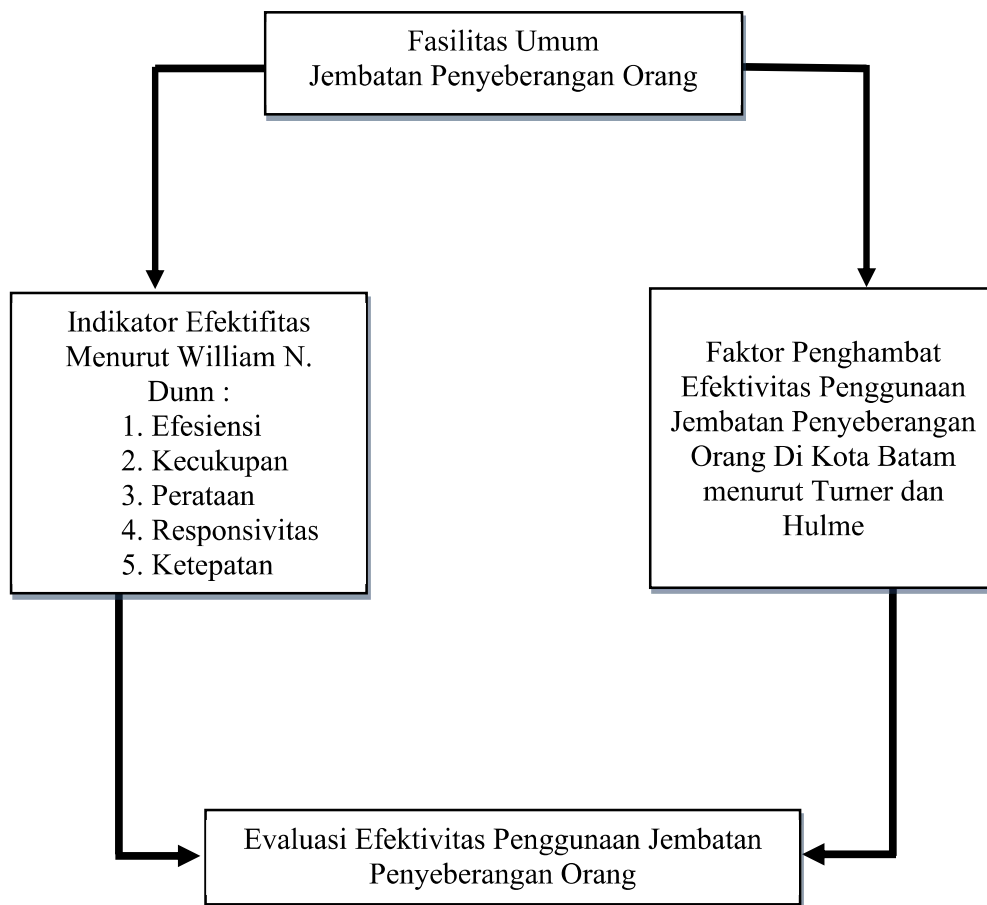 Fasilitas Umum
Jembatan Penyeberangan Orang
Indikator Efektifitas
Menurut William N.
Dunn :
1. Efesiensi
2. Kecukupan
3. Perataan
4. Responsivitas
5. Ketepatan
Faktor Penghambat
Efektivitas Penggunaan
Jembatan Penyeberangan
Orang Di Kota Batam
menurut Turner dan
Hulme
Evaluasi Efektivitas Penggunaan Jembatan
Penyeberangan Orang